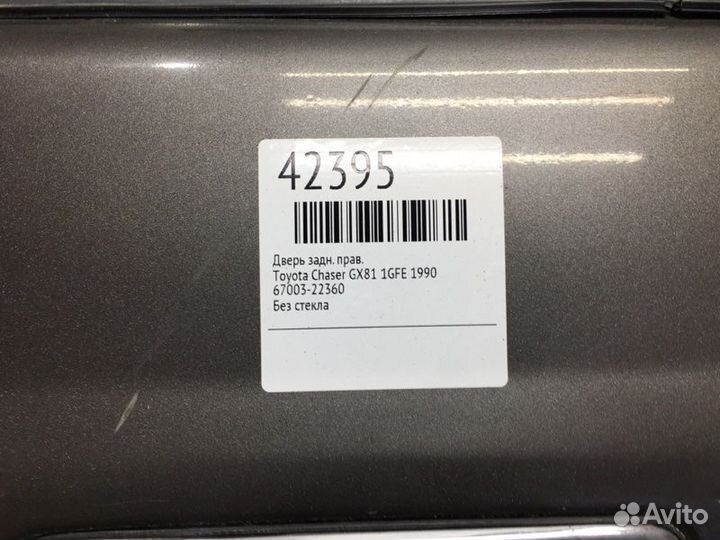 42395
Дверь задн. прав.
Toyota Chaser GX81 1GFE 1990
67003-22360
Без стекла
Avito